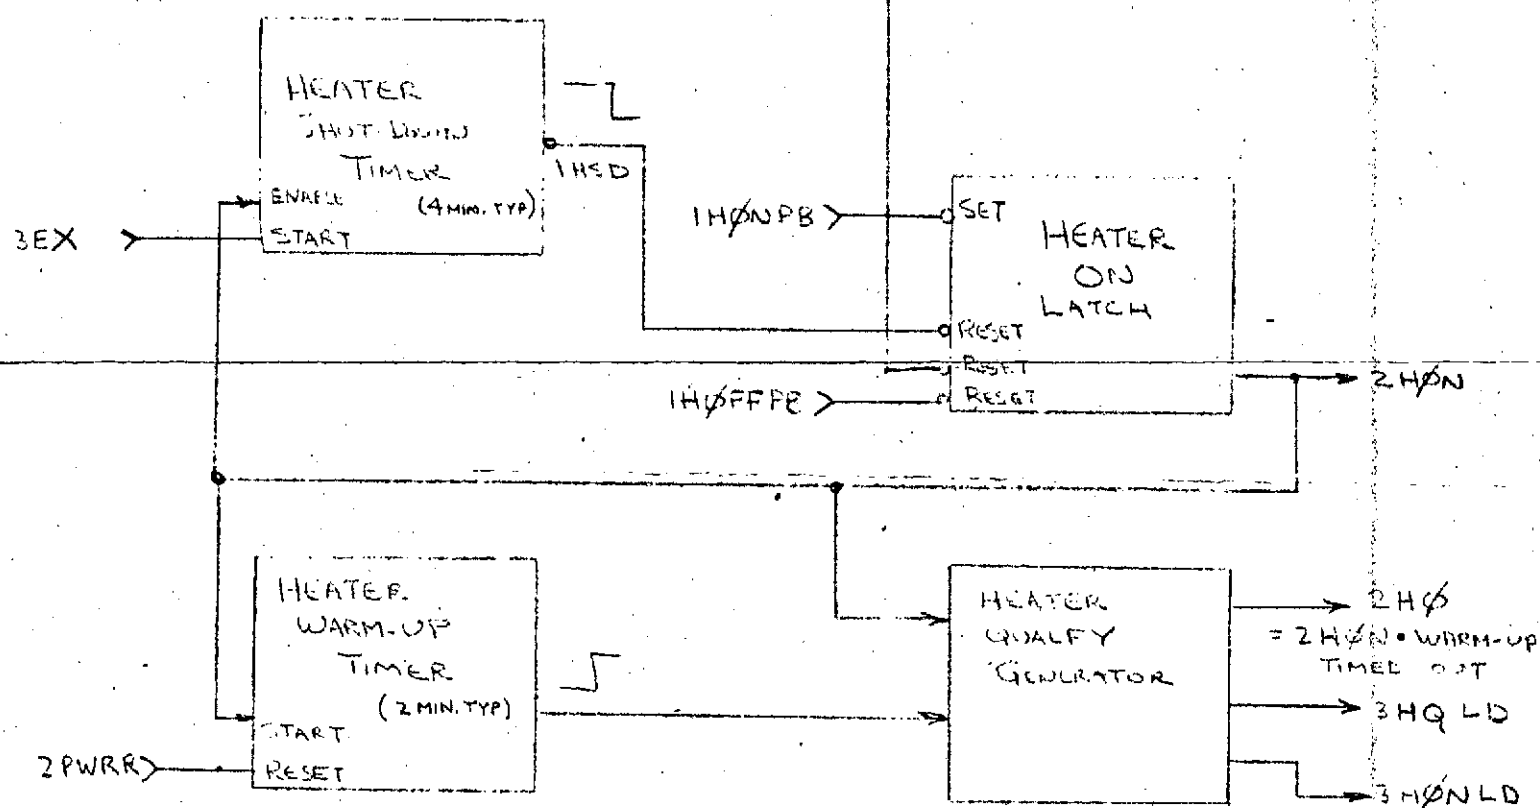 HEATER
SHUT-DOWN
TIMER
(4 MIN. TYP)
ENABLE
START
3EX
1HSD
1HØNPB
SET
HEATER
ON
LATCH
RESET
RESET
RESET
1HØFFPB
2HØN
HEATER
WARM-UP
TIMER
(2 MIN. TYP)
START
RESET
2PWRR
HEATER
QUALFY
GENERATOR
2HØ
= 2HØN • WARM-UP
TIMED OUT
3HQLD
3HØNLD